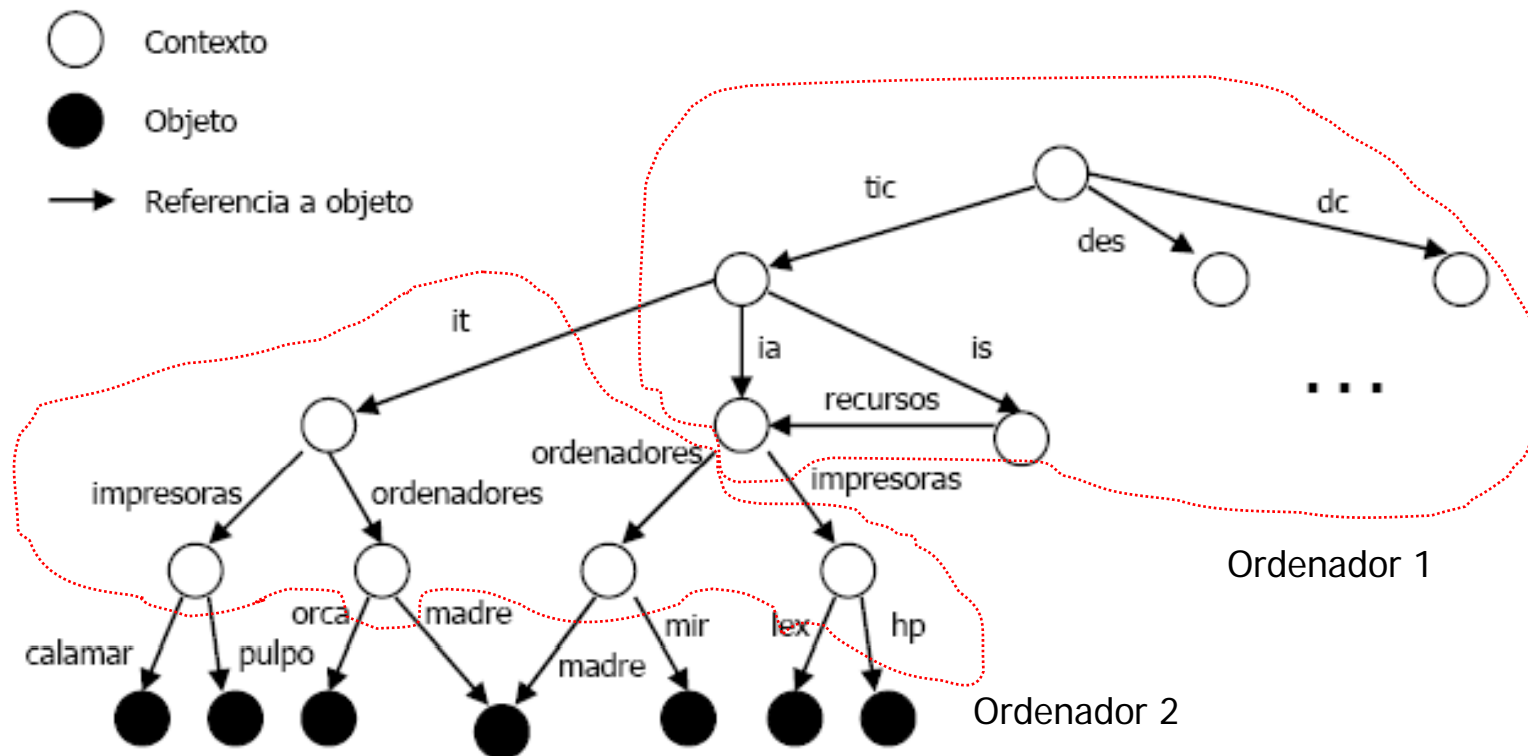 Contexto
Objeto
Referencia a objeto
tic
dc
des
it
ia
is
recursos
...
ordenadores
impresoras
impresoras
ordenadores
Ordenador 1
orca
madre
mir
lex
hp
calamar
pulpo
madre
Ordenador 2